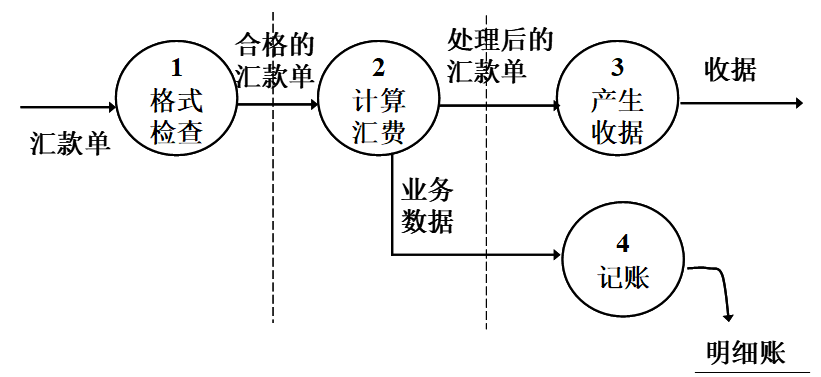 汇款单
1
格式
检查
合格的
汇款单
2
计算
汇费
处理后的
汇款单
3
产生
收据
收据
业务
数据
4
记账
明细账